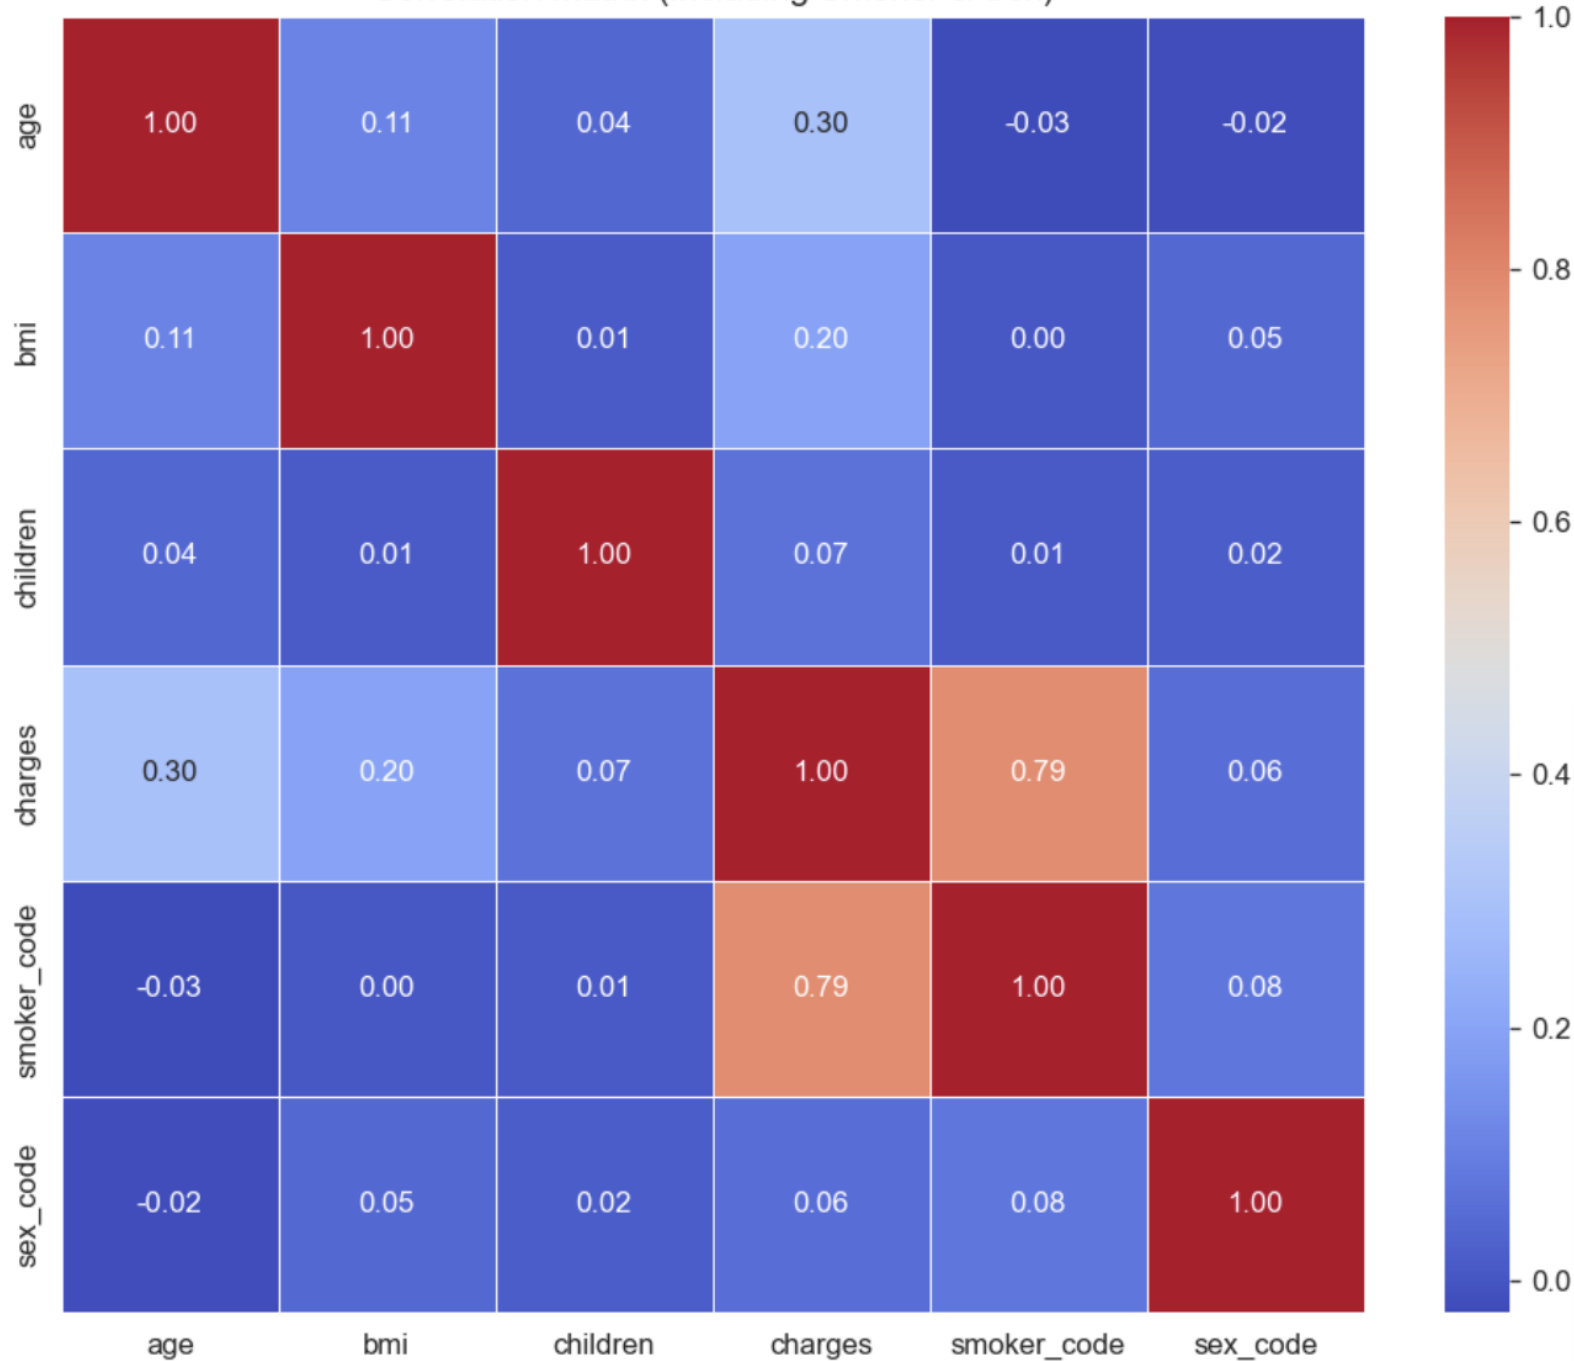 1.0
age 1.00 0.11 0.04 0.30 -0.03 -0.02
0.8
bmi 0.11 1.00 0.01 0.20 0.00 0.05
0.6
children 0.04 0.01 1.00 0.07 0.01 0.02
charges 0.30 0.20 0.07 1.00 0.79 0.06
0.4
smoker_code -0.03 0.00 0.01 0.79 1.00 0.08
0.2
sex_code -0.02 0.05 0.02 0.06 0.08 1.00
0.0
age bmi children charges smoker_code sex_code